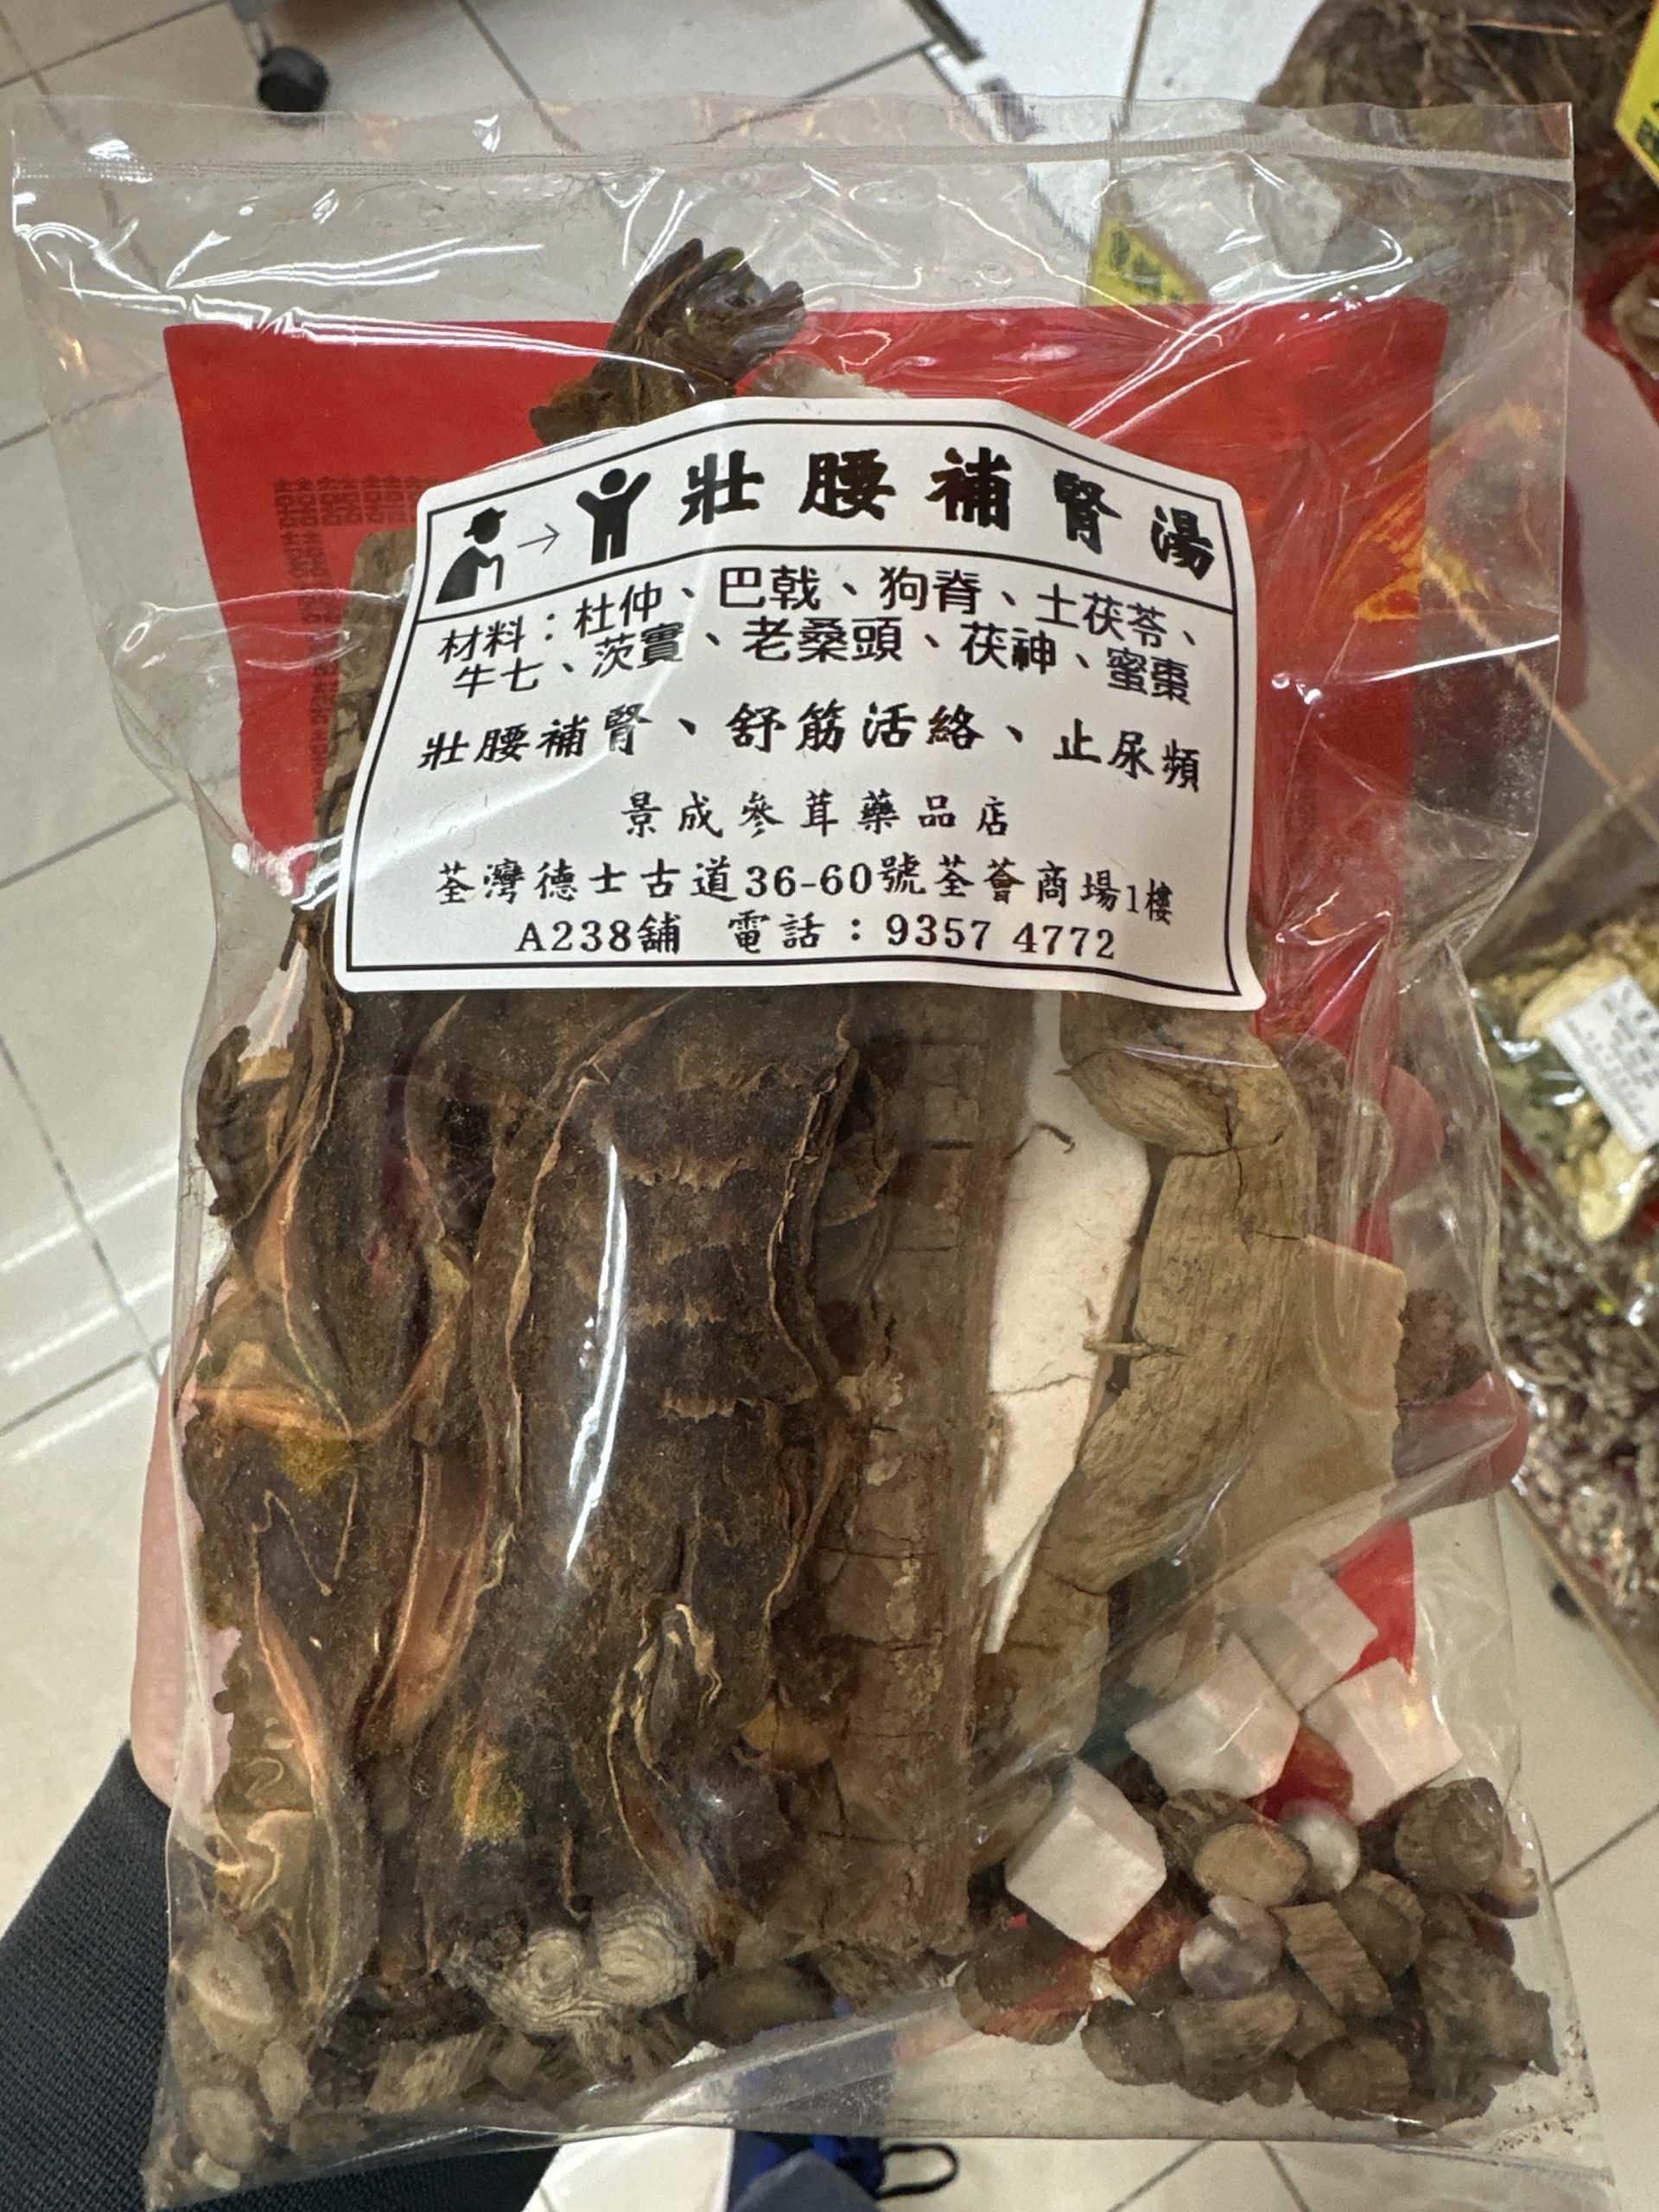 壯腰補腎湯
材料：杜仲、巴戟、狗脊、土茯苓、
牛七、茨實、老桑頭、茯神、蜜棗
壯腰補腎、舒筋活絡、止尿頻
景成參茸藥品店
荃灣德士古道36-60號荃薈商場1樓
A238舖 電話：9357 4772